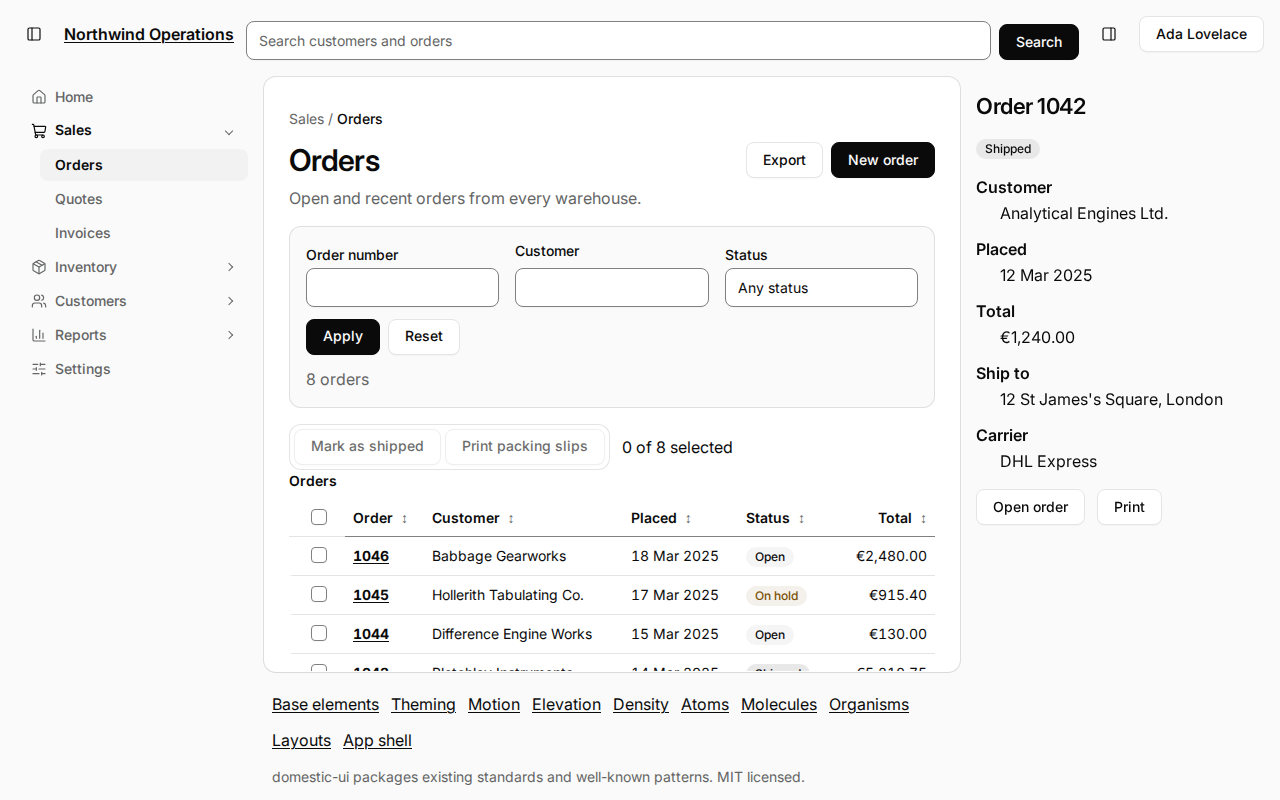 Northwind Operations
Search customers and orders
Search
Ada Lovelace
Home
Sales
Orders
Quotes
Invoices
Inventory
Customers
Reports
Settings
Sales / Orders
Orders
Export
New order
Open and recent orders from every warehouse.
Order number
Customer
Status
Any status
Apply
Reset
8 orders
Mark as shipped
Print packing slips
0 of 8 selected
Orders
Order ↕ Customer ↕ Placed ↕ Status ↕ Total ↕
1046 Babbage Gearworks 18 Mar 2025 Open €2,480.00
1045 Hollerith Tabulating Co. 17 Mar 2025 On hold €915.40
1044 Difference Engine Works 15 Mar 2025 Open €130.00
Order 1042
Shipped
Customer
Analytical Engines Ltd.
Placed
12 Mar 2025
Total
€1,240.00
Ship to
12 St James's Square, London
Carrier
DHL Express
Open order
Print
Base elements Theming Motion Elevation Density Atoms Molecules Organisms
Layouts App shell
domestic-ui packages existing standards and well-known patterns. MIT licensed.